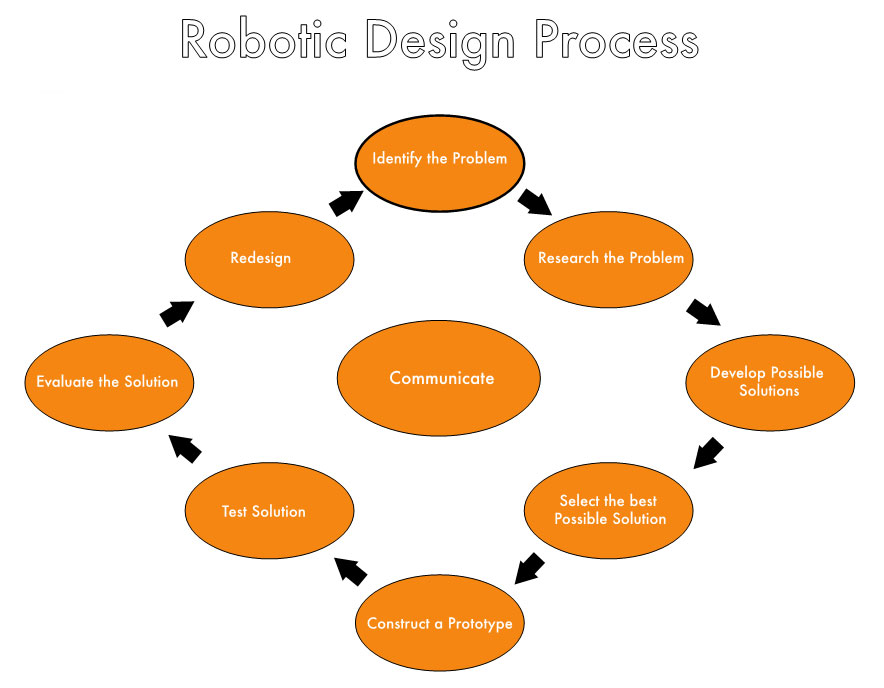 Robotic Design Process
Identify the Problem
Research the Problem
Develop Possible
Solutions
Select the best
Possible Solution
Construct a Prototype
Test Solution
Evaluate the Solution
Redesign
Communicate